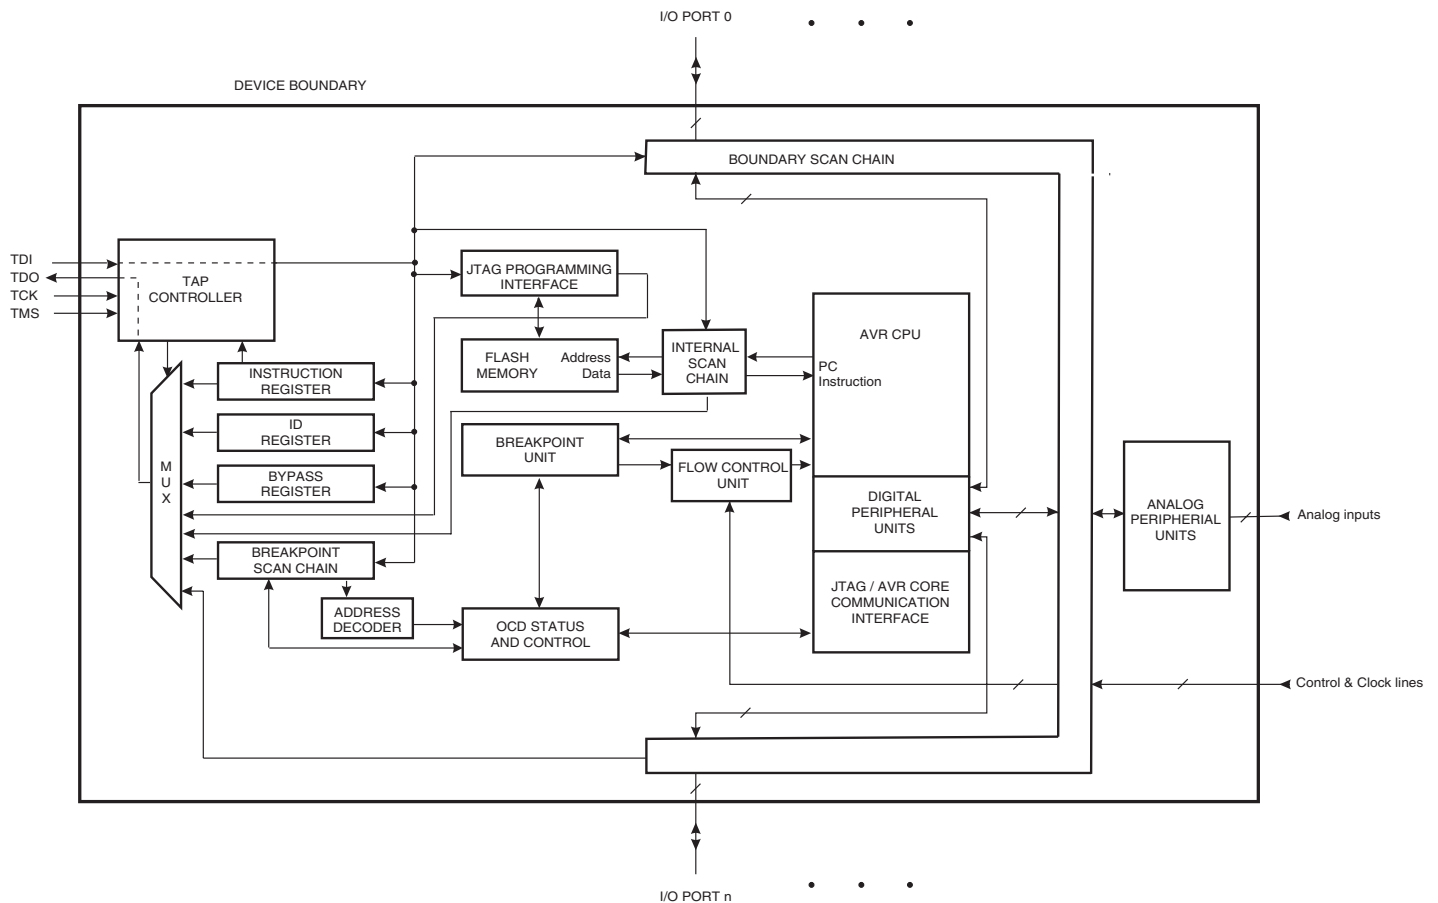 I/O PORT 0
DEVICE BOUNDARY
BOUNDARY SCAN CHAIN
TDI
TDO
TCK
TMS
TAP
CONTROLLER
JTAG PROGRAMMING
INTERFACE
FLASH
MEMORY
Address
Data
INTERNAL
SCAN
CHAIN
AVR CPU
PC
Instruction
INSTRUCTION
REGISTER
ID
REGISTER
BYPASS
REGISTER
M
U
X
BREAKPOINT
SCAN CHAIN
ADDRESS
DECODER
BREAKPOINT
UNIT
FLOW CONTROL
UNIT
OCD STATUS
AND CONTROL
DIGITAL
PERIPHERAL
UNITS
JTAG / AVR CORE
COMMUNICATION
INTERFACE
ANALOG
PERIPHERIAL
UNITS
Analog inputs
Control & Clock lines
I/O PORT n